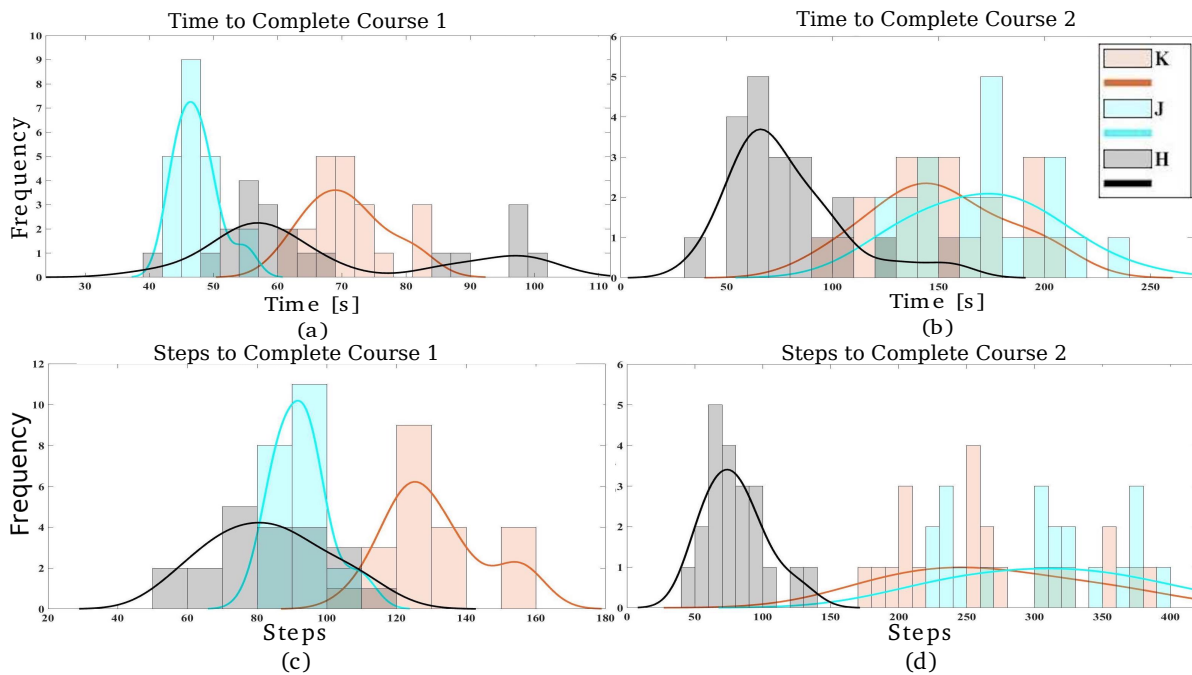 Time to Complete Course 1
10
9
8
7
6
5
4
3
2
1
0
Frequency
30 40 50 60 70 80 90 100 110
Time [s]
(a)
Time to Complete Course 2
6
5
4
3
2
1
0
50 100 150 200 250
Time [s]
(b)
K
J
H
Steps to Complete Course 1
12
10
8
6
4
2
0
Frequency
20 40 60 80 100 120 140 160 180
Steps
(c)
Steps to Complete Course 2
6
5
4
3
2
1
0
0 50 100 150 200 250 300 350 400
Steps
(d)